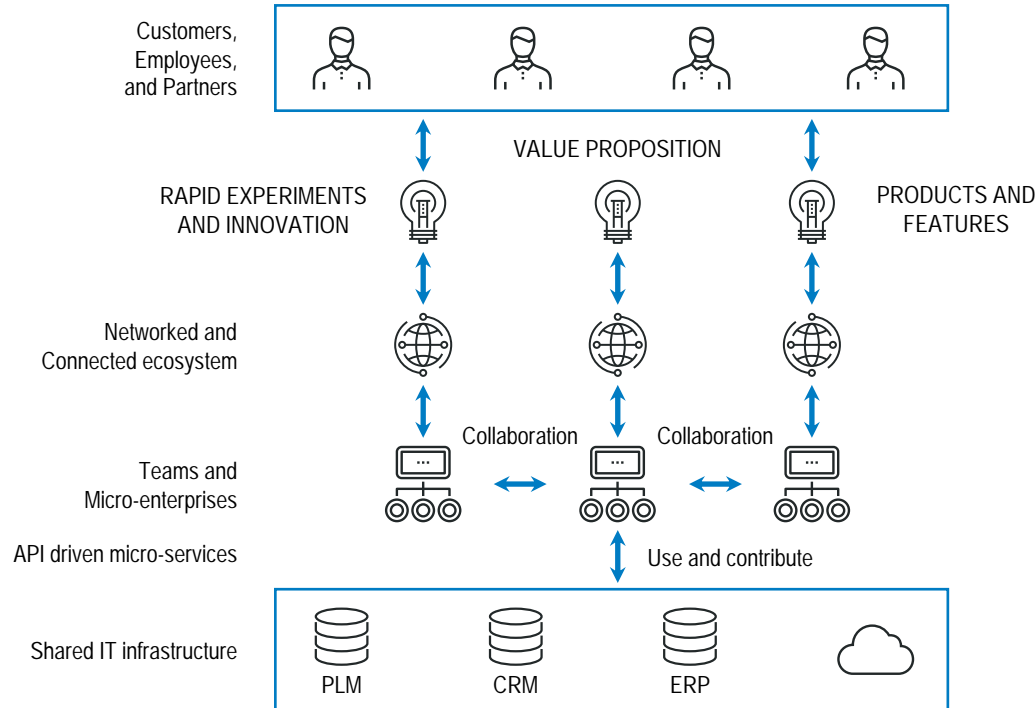 Customers,
Employees,
and Partners
VALUE PROPOSITION
RAPID EXPERIMENTS
AND INNOVATION
PRODUCTS AND
FEATURES
Networked and
Connected ecosystem
Collaboration
Collaboration
Teams and
Micro-enterprises
API driven micro-services
Use and contribute
Shared IT infrastructure
PLM
CRM
ERP